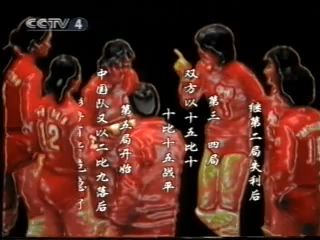 CCTV 4
继第二局失利后
第三 四局
双方以十五比十
十比十五战平
第五局开始
中国队又以二比九落后
12